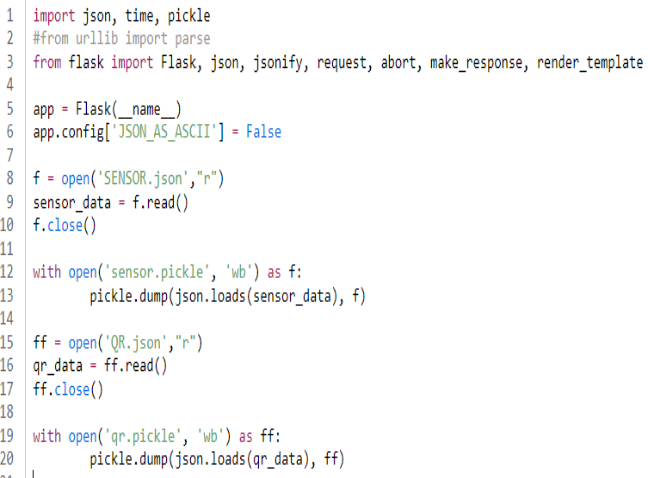 1 import json, time, pickle
2 #from urllib import parse
3 from flask import Flask, json, jsonify, request, abort, make_response, render_template
4
5 app = Flask(__name__)
6 app.config['JSON_AS_ASCII'] = False
7
8 f = open('SENSOR.json',"r")
9 sensor_data = f.read()
10 f.close()
11
12 with open('sensor.pickle', 'wb') as f:
13         pickle.dump(json.loads(sensor_data), f)
14
15 ff = open('QR.json',"r")
16 qr_data = ff.read()
17 ff.close()
18
19 with open('qr.pickle', 'wb') as ff:
20         pickle.dump(json.loads(qr_data), ff)